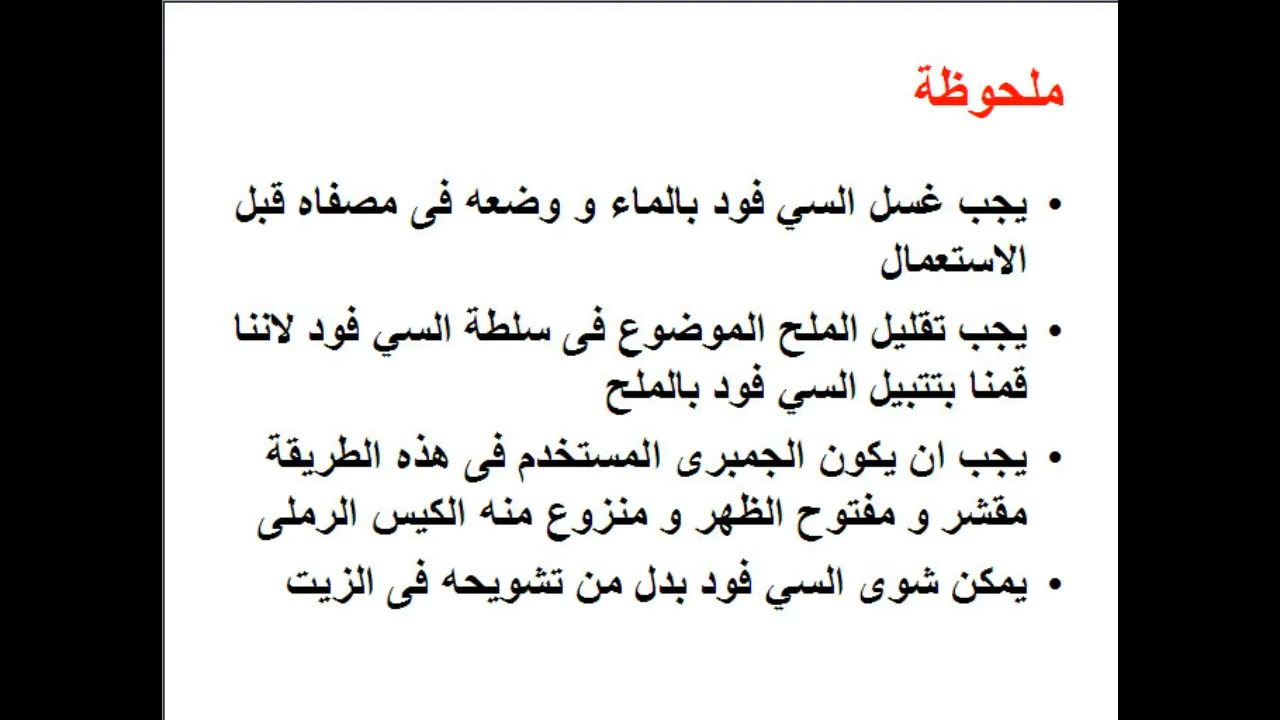 ملحوظة
• يجب غسل السي فود بالماء و وضعه فى مصفاه قبل
الاستعمال
• يجب تقليل الملح الموضوع فى سلطة السي فود لاننا
قمنا بتتبيل السي فود بالملح
• يجب ان يكون الجمبرى المستخدم فى هذه الطريقة
مقشر و مفتوح الظهر و منزوع منه الكيس الرملى
• يمكن شوى السي فود بدل من تشويحه فى الزيت